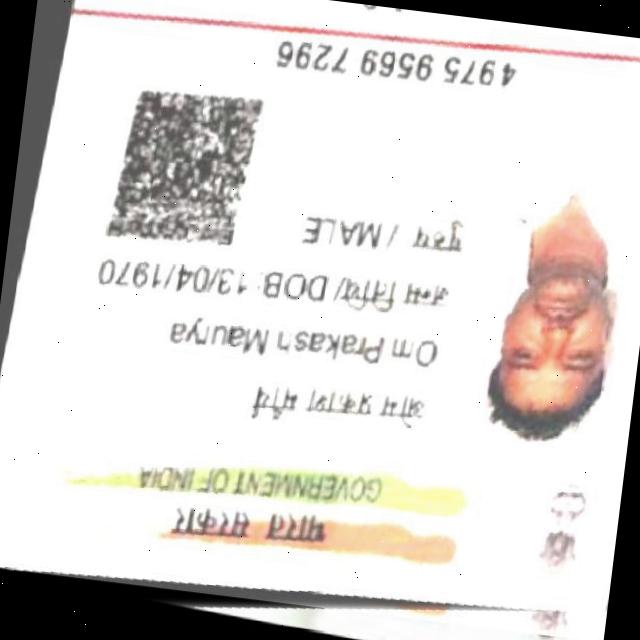 भारत सरकार
GOVERNMENT OF INDIA
ओम प्रकाश मौर्य
Om Prakash Maurya
जन्म तिथि/ DOB: 13/04/1970
पुरुष / MALE
4975 9569 7296